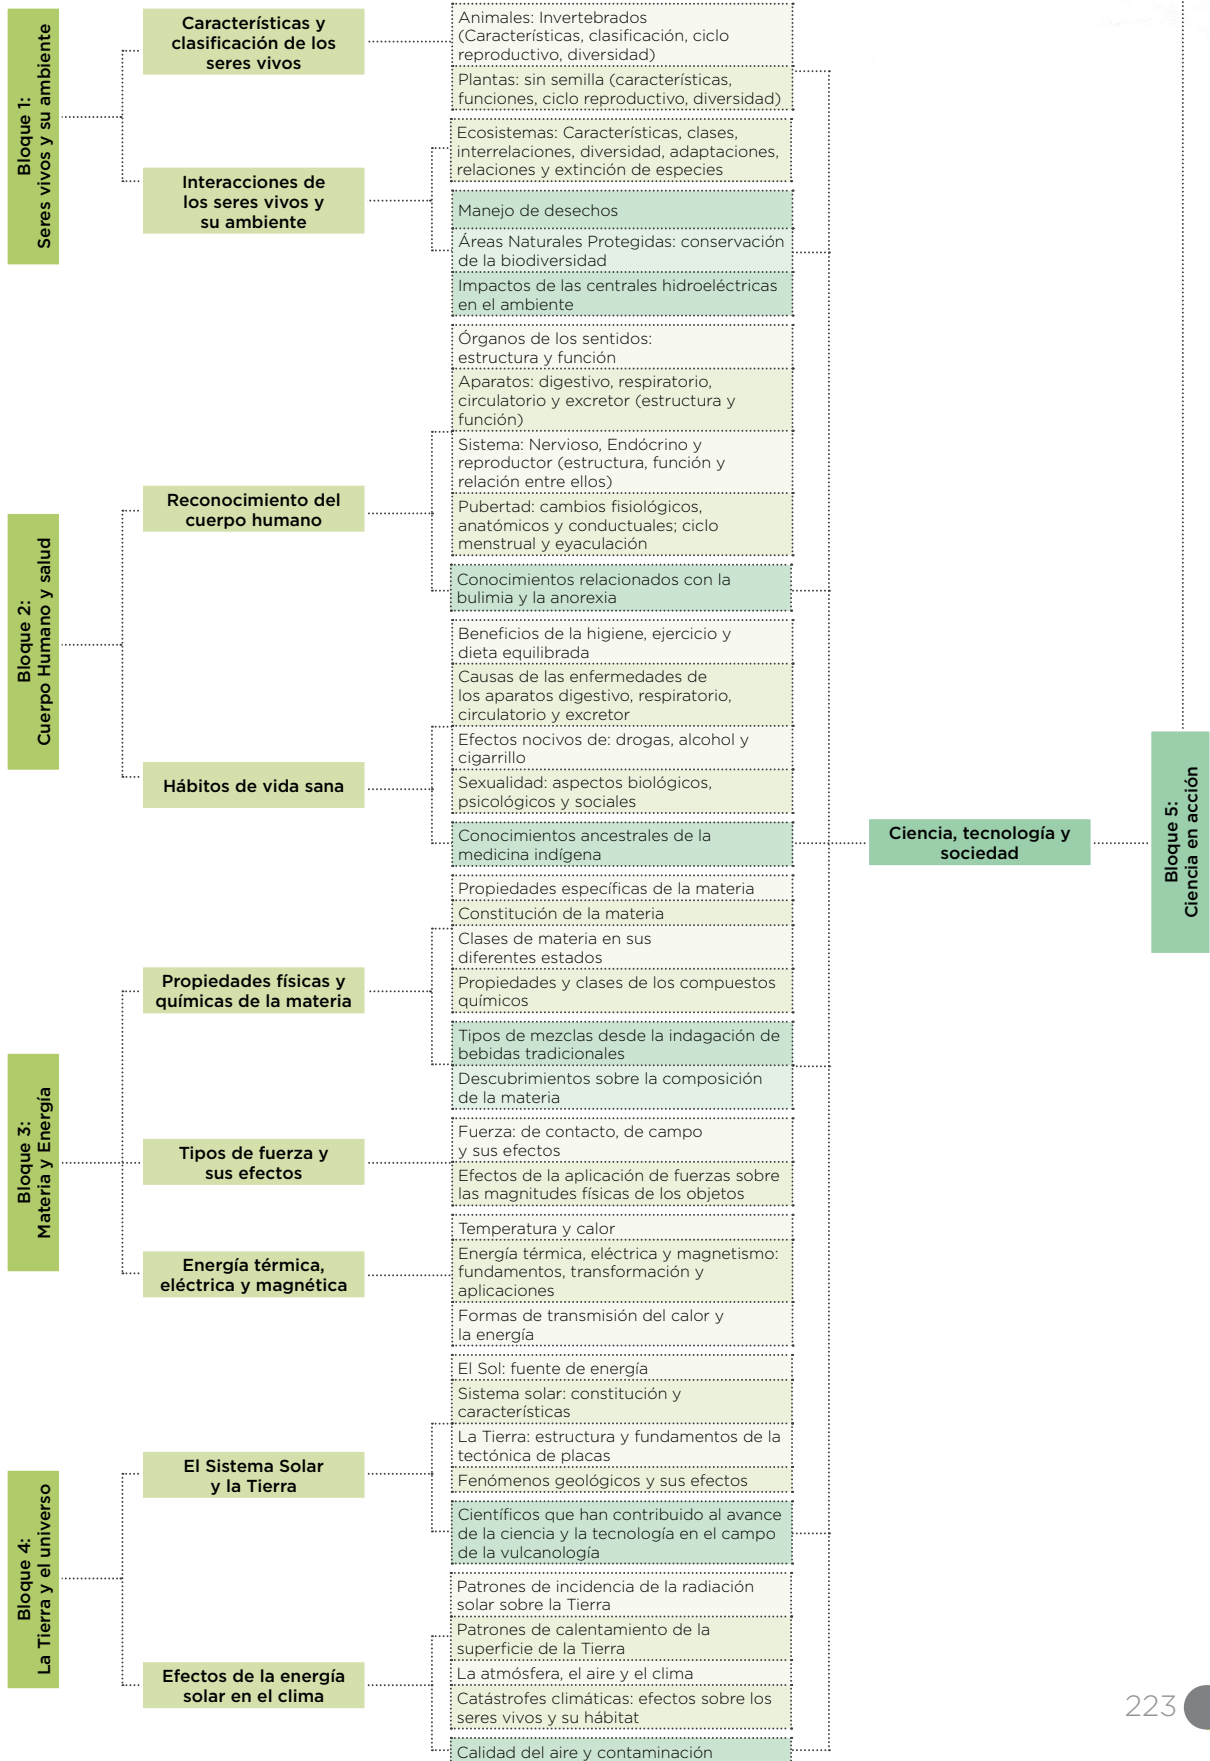 Bloque 1:
Seres vivos y su ambiente
Características y
clasificación de los
seres vivos
Animales: Invertebrados
(Características, clasificación, ciclo
reproductivo, diversidad)
Plantas: sin semilla (características,
funciones, ciclo reproductivo, diversidad)
Interacciones de
los seres vivos y
su ambiente
Ecosistemas: Características, clases,
interrelaciones, diversidad, adaptaciones,
relaciones y extinción de especies
Manejo de desechos
Áreas Naturales Protegidas: conservación
de la biodiversidad
Impactos de las centrales hidroeléctricas
en el ambiente
Bloque 2:
Cuerpo Humano y salud
Reconocimiento del
cuerpo humano
Órganos de los sentidos:
estructura y función
Aparatos: digestivo, respiratorio,
circulatorio y excretor (estructura y
función)
Sistema: Nervioso, Endócrino y
reproductor (estructura, función y
relación entre ellos)
Pubertad: cambios fisiológicos,
anatómicos y conductuales; ciclo
menstrual y eyaculación
Conocimientos relacionados con la
bulimia y la anorexia
Hábitos de vida sana
Beneficios de la higiene, ejercicio y
dieta equilibrada
Causas de las enfermedades de
los aparatos digestivo, respiratorio,
circulatorio y excretor
Efectos nocivos de: drogas, alcohol y
cigarrillo
Sexualidad: aspectos biológicos,
psicológicos y sociales
Conocimientos ancestrales de la
medicina indígena
Bloque 3:
Materia y Energía
Propiedades físicas y
químicas de la materia
Propiedades específicas de la materia
Constitución de la materia
Clases de materia en sus
diferentes estados
Propiedades y clases de los compuestos
químicos
Tipos de mezclas desde la indagación de
bebidas tradicionales
Descubrimientos sobre la composición
de la materia
Tipos de fuerza y
sus efectos
Fuerza: de contacto, de campo
y sus efectos
Efectos de la aplicación de fuerzas sobre
las magnitudes físicas de los objetos
Energía térmica,
eléctrica y magnética
Temperatura y calor
Energía térmica, eléctrica y magnetismo:
fundamentos, transformación y
aplicaciones
Formas de transmisión del calor y
la energía
Bloque 4:
La Tierra y el universo
El Sistema Solar
y la Tierra
El Sol: fuente de energía
Sistema solar: constitución y
características
La Tierra: estructura y fundamentos de la
tectónica de placas
Fenómenos geológicos y sus efectos
Científicos que han contribuido al avance
de la ciencia y la tecnología en el campo
de la vulcanología
Efectos de la energía
solar en el clima
Patrones de incidencia de la radiación
solar sobre la Tierra
Patrones de calentamiento de la
superficie de la Tierra
La atmósfera, el aire y el clima
Catástrofes climáticas: efectos sobre los
seres vivos y su hábitat
Calidad del aire y contaminación
Ciencia, tecnología y
sociedad
Bloque 5:
Ciencia en acción
223